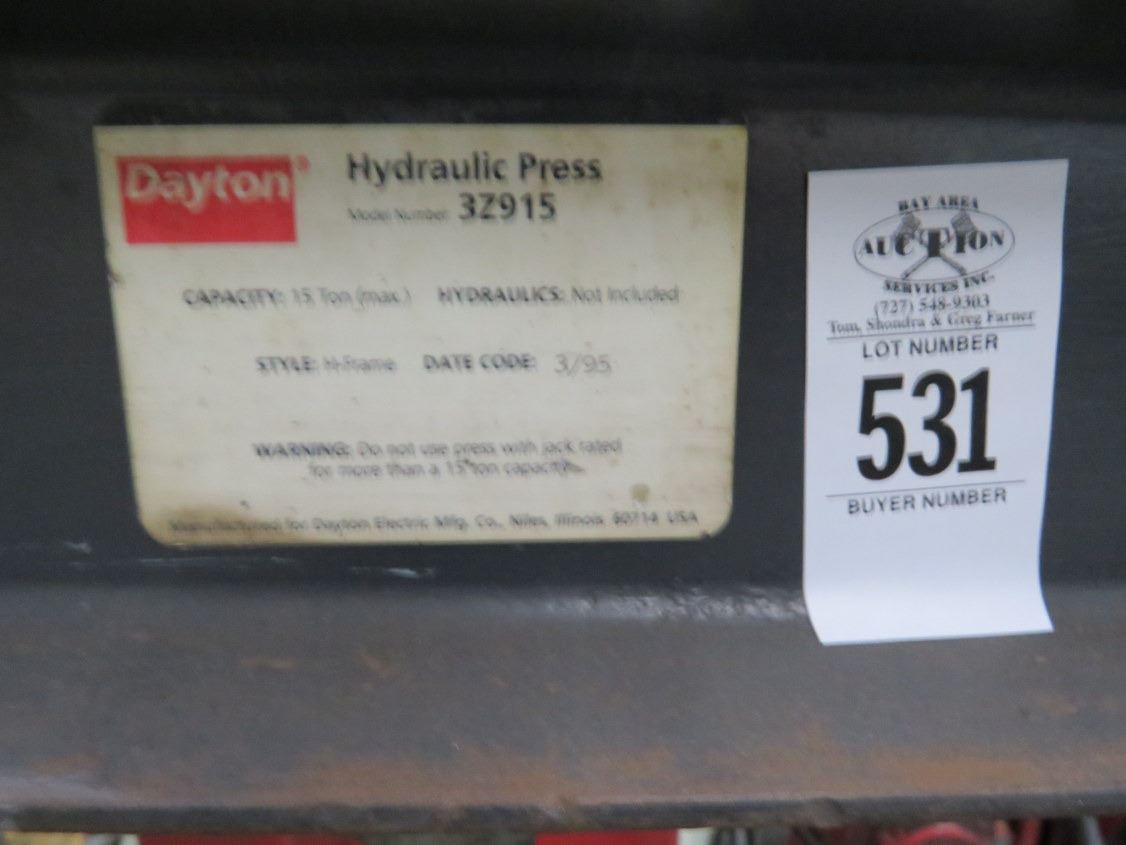 Dayton®
Hydraulic Press
Model Number 3Z915
CAPACITY: 15 Ton (max.) HYDRAULICS: Not Included
STYLE: H-Frame DATE CODE: 3/95
WARNING: Do not use press with jack rated
for more than a 15 ton capacity.
Manufactured for Dayton Electric Mfg. Co., Niles, Illinois 60714 USA
BAY AREA
AUCTION
SERVICES INC.
(727) 548-9303
Tom, Shondra & Greg Farner
LOT NUMBER
531
BUYER NUMBER